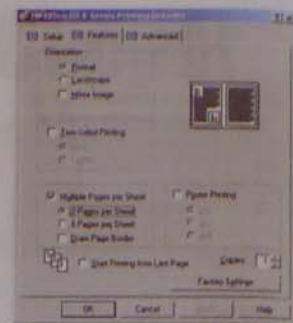 Setup Features Advanced
Orientation
Portrait
Landscape
Mirror Image
Two-Sided Printing
Multiple Pages per Sheet
Poster Printing
2 Pages per Sheet
4 Pages per Sheet
Draw Page Border
Start Printing from Last Page
Copies
Factory Settings
OK Cancel Help